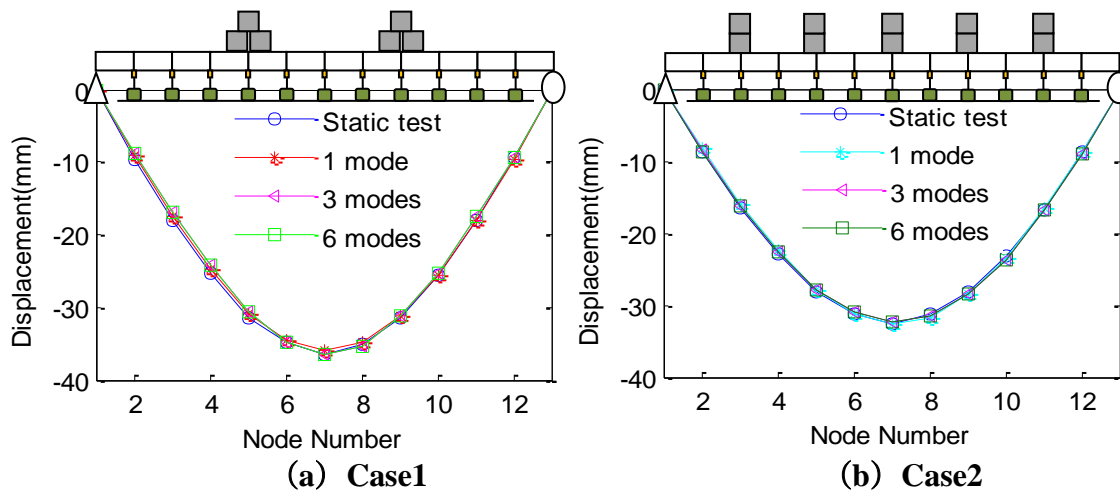 0
-10
-20
-30
-40
Displacement(mm)
Static test
1 mode
3 modes
6 modes
2 4 6 8 10 12
Node Number
(a) Case1
0
-10
-20
-30
-40
Displacement(mm)
Static test
1 mode
3 modes
6 modes
2 4 6 8 10 12
Node Number
(b) Case2